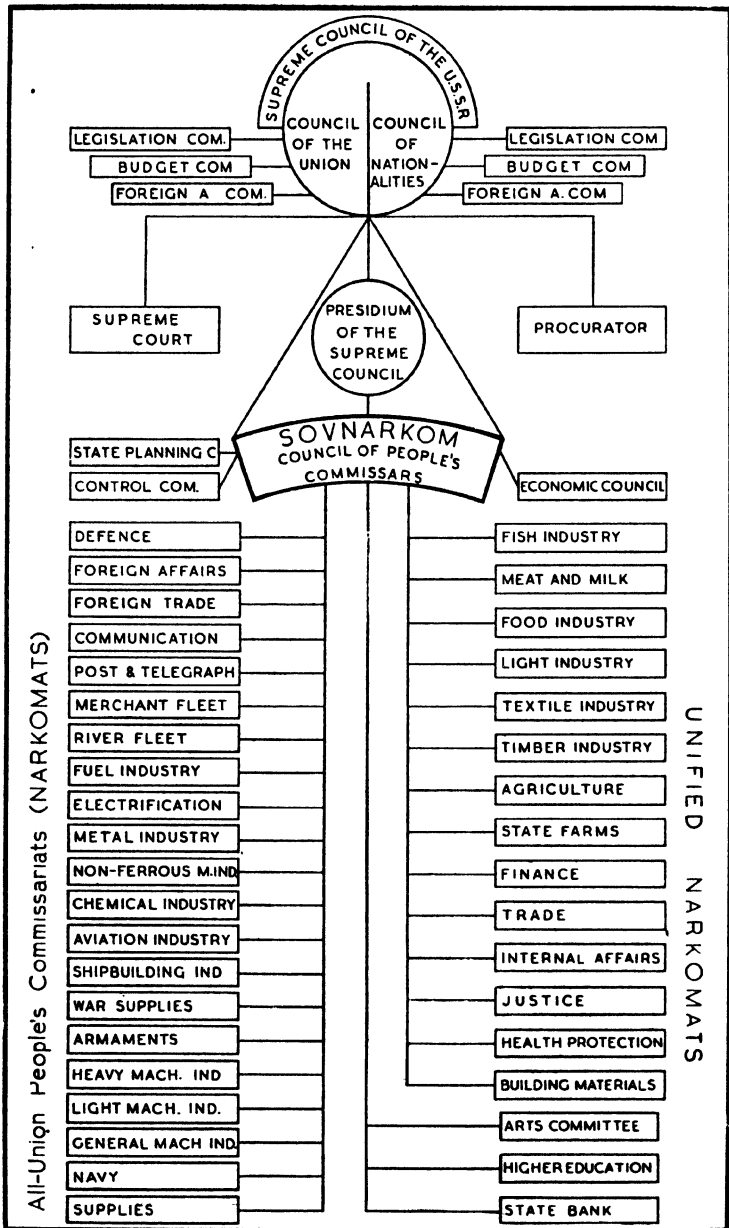 SUPREME COUNCIL OF THE U.S.S.R
COUNCIL
OF THE
UNION
COUNCIL
OF
NATION-
ALITIES
LEGISLATION COM.
BUDGET COM
FOREIGN A COM.
LEGISLATION COM
BUDGET COM
FOREIGN A. COM
SUPREME
COURT
PRESIDIUM
OF THE
SUPREME
COUNCIL
PROCURATOR
SOVNARKOM
COUNCIL OF PEOPLE'S
COMMISSARS
STATE PLANNING C
CONTROL COM.
ECONOMIC COUNCIL
All-Union People's Commissariats (NARKOMATS)
DEFENCE
FOREIGN AFFAIRS
FOREIGN TRADE
COMMUNICATION
POST & TELEGRAPH
MERCHANT FLEET
RIVER FLEET
FUEL INDUSTRY
ELECTRIFICATION
METAL INDUSTRY
NON-FERROUS M.IND.
CHEMICAL INDUSTRY
AVIATION INDUSTRY
SHIPBUILDING IND
WAR SUPPLIES
ARMAMENTS
HEAVY MACH. IND
LIGHT MACH. IND.
GENERAL MACH IND.
NAVY
SUPPLIES
FISH INDUSTRY
MEAT AND MILK
FOOD INDUSTRY
LIGHT INDUSTRY
TEXTILE INDUSTRY
TIMBER INDUSTRY
AGRICULTURE
STATE FARMS
FINANCE
TRADE
INTERNAL AFFAIRS
JUSTICE
HEALTH PROTECTION
BUILDING MATERIALS
ARTS COMMITTEE
HIGHER EDUCATION
STATE BANK
UNIFIED NARKOMATS